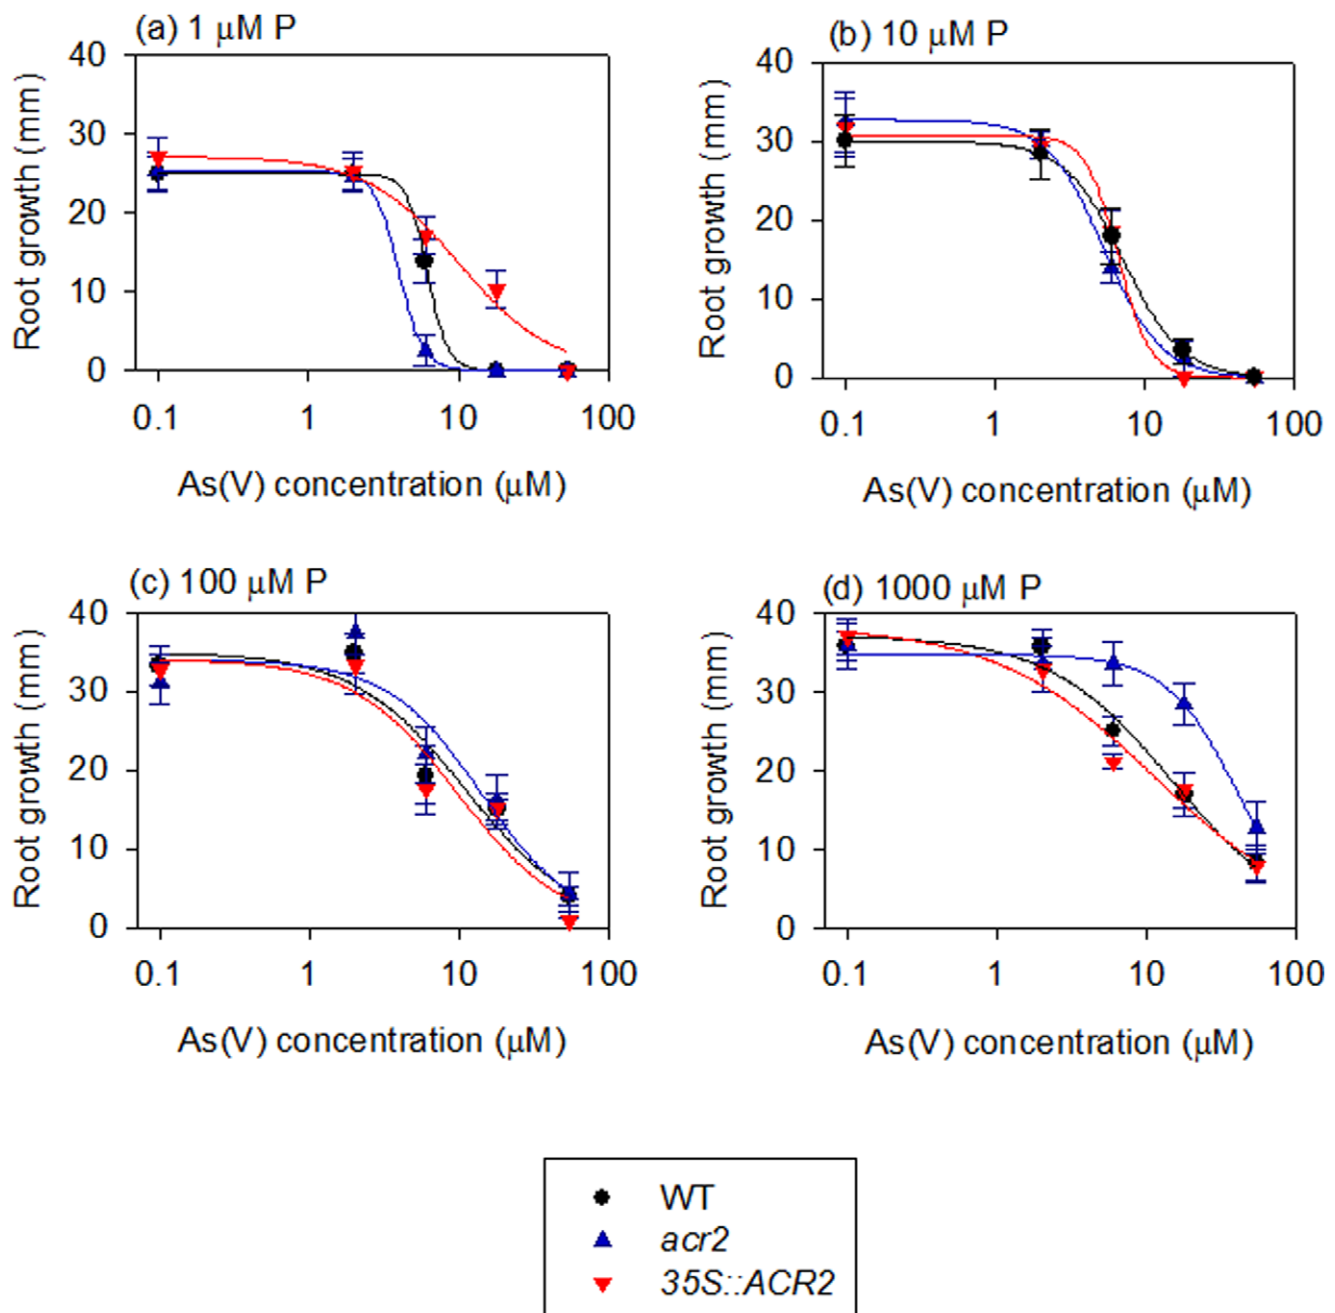 (a) 1 μM P
40
30
20
10
0
Root growth (mm)
0.1 1 10 100
As(V) concentration (μM)
(b) 10 μM P
40
30
20
10
0
Root growth (mm)
0.1 1 10 100
As(V) concentration (μM)
(c) 100 μM P
40
30
20
10
0
Root growth (mm)
0.1 1 10 100
As(V) concentration (μM)
(d) 1000 μM P
40
30
20
10
0
Root growth (mm)
0.1 1 10 100
As(V) concentration (μM)
WT
acr2
35S::ACR2